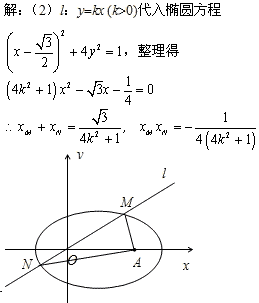 解：（2）l：y=kx (k>0)代入椭圆方程
(x - √3/2)² + 4y² = 1，整理得
(4k²+1)x² - √3x - 1/4 = 0
∴ x_M + x_N = √3/(4k²+1), x_M x_N = -1/(4(4k²+1))
y
l
M
N
O
A
x